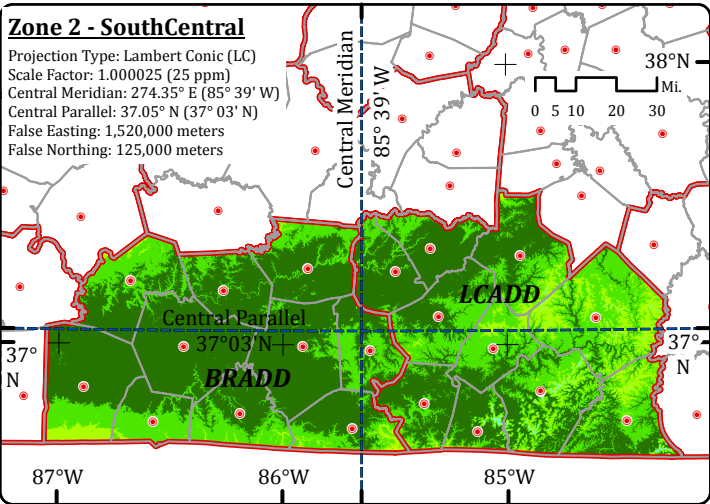 Zone 2 - SouthCentral
Projection Type: Lambert Conic (LC)
Scale Factor: 1.000025 (25 ppm)
Central Meridian: 274.35° E (85° 39' W)
Central Parallel: 37.05° N (37° 03' N)
False Easting: 1,520,000 meters
False Northing: 125,000 meters
Central Meridian
85° 39' W
38°N
Mi.
0 5 10 20 30
LCADD
Central Parallel
37°03'N
BRADD
37°
N
37°
N
87°W
86°W
85°W